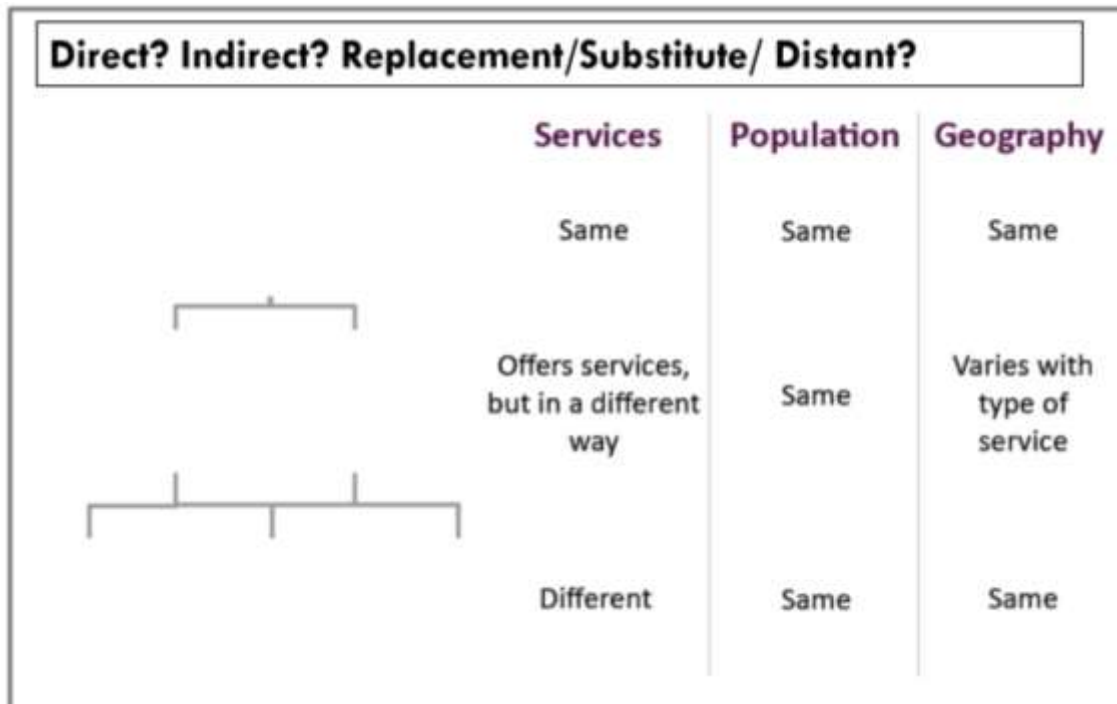 Direct? Indirect? Replacement/Substitute/ Distant?
Services Population Geography
Same Same Same
Offers services,
but in a different
way
Same
Varies with
type of
service
Different Same Same